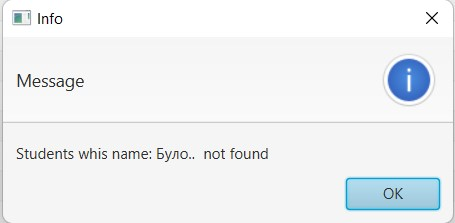 Info
Message
Students whis name: Було..  not found
OK